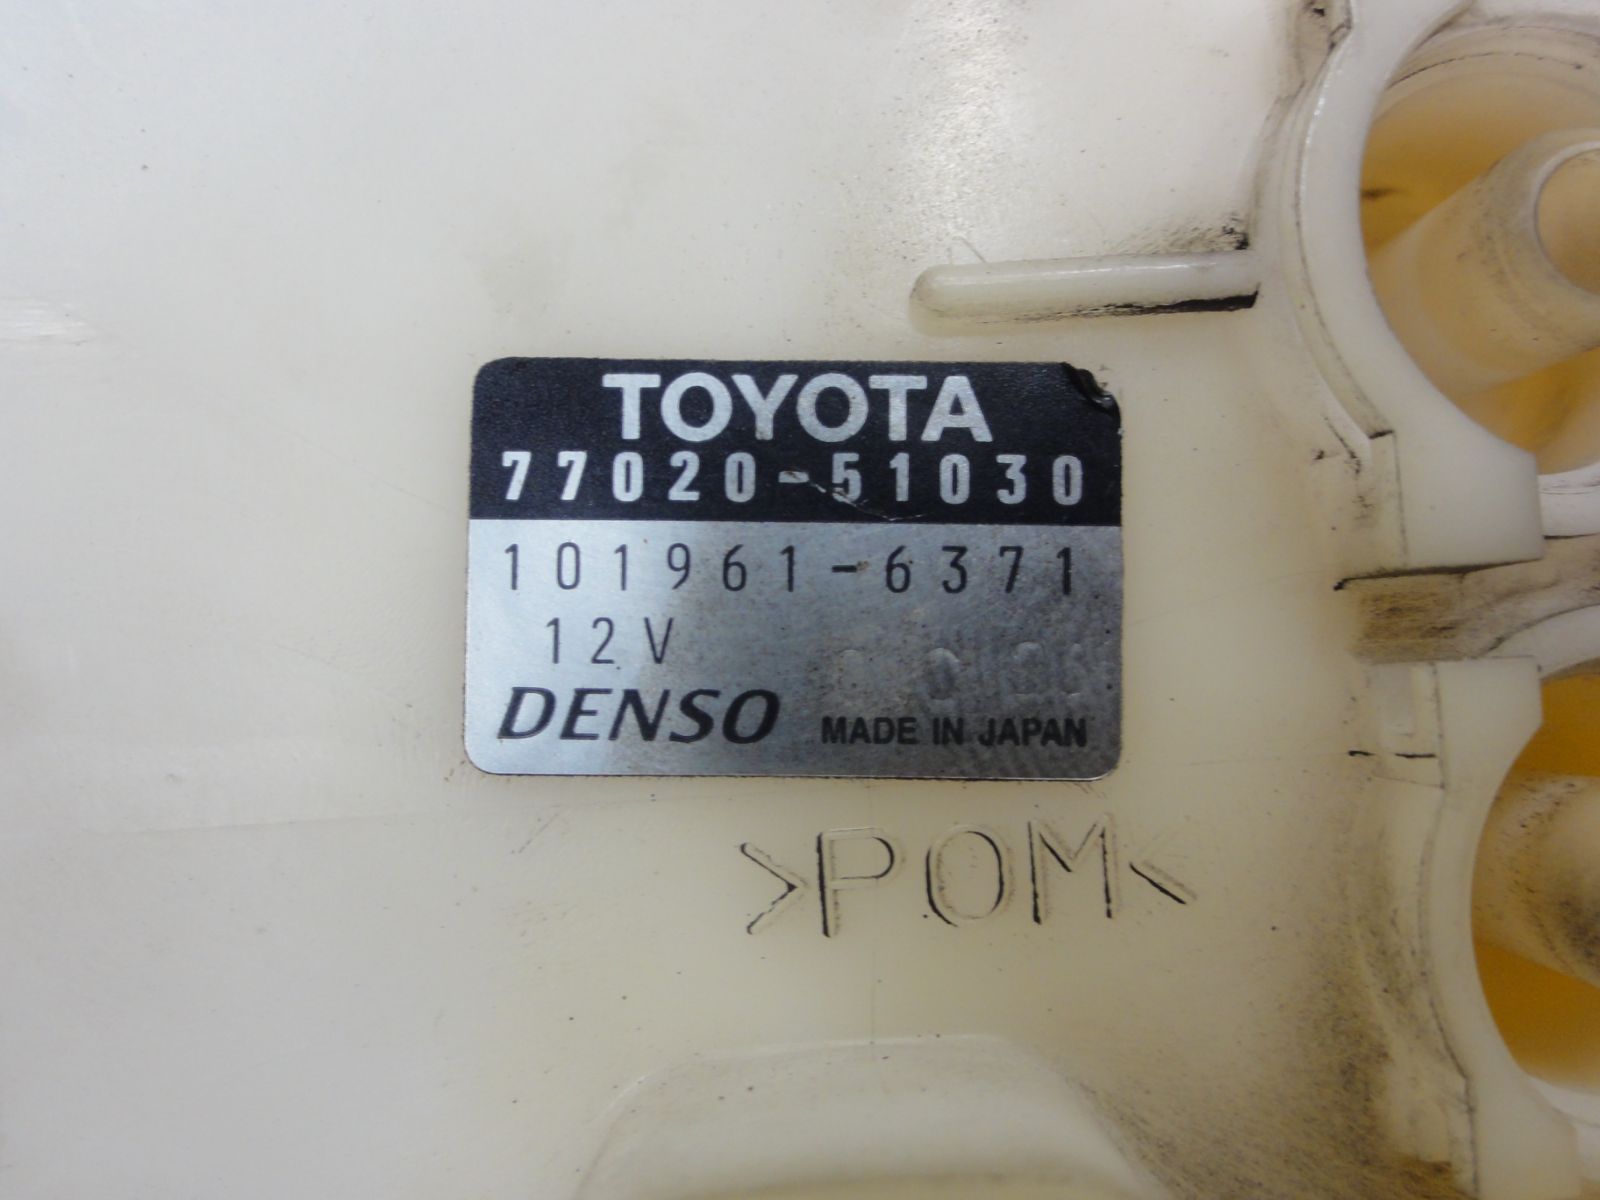 TOYOTA
77020-51030
101961-6371
12V
DENSO MADE IN JAPAN
>POM<